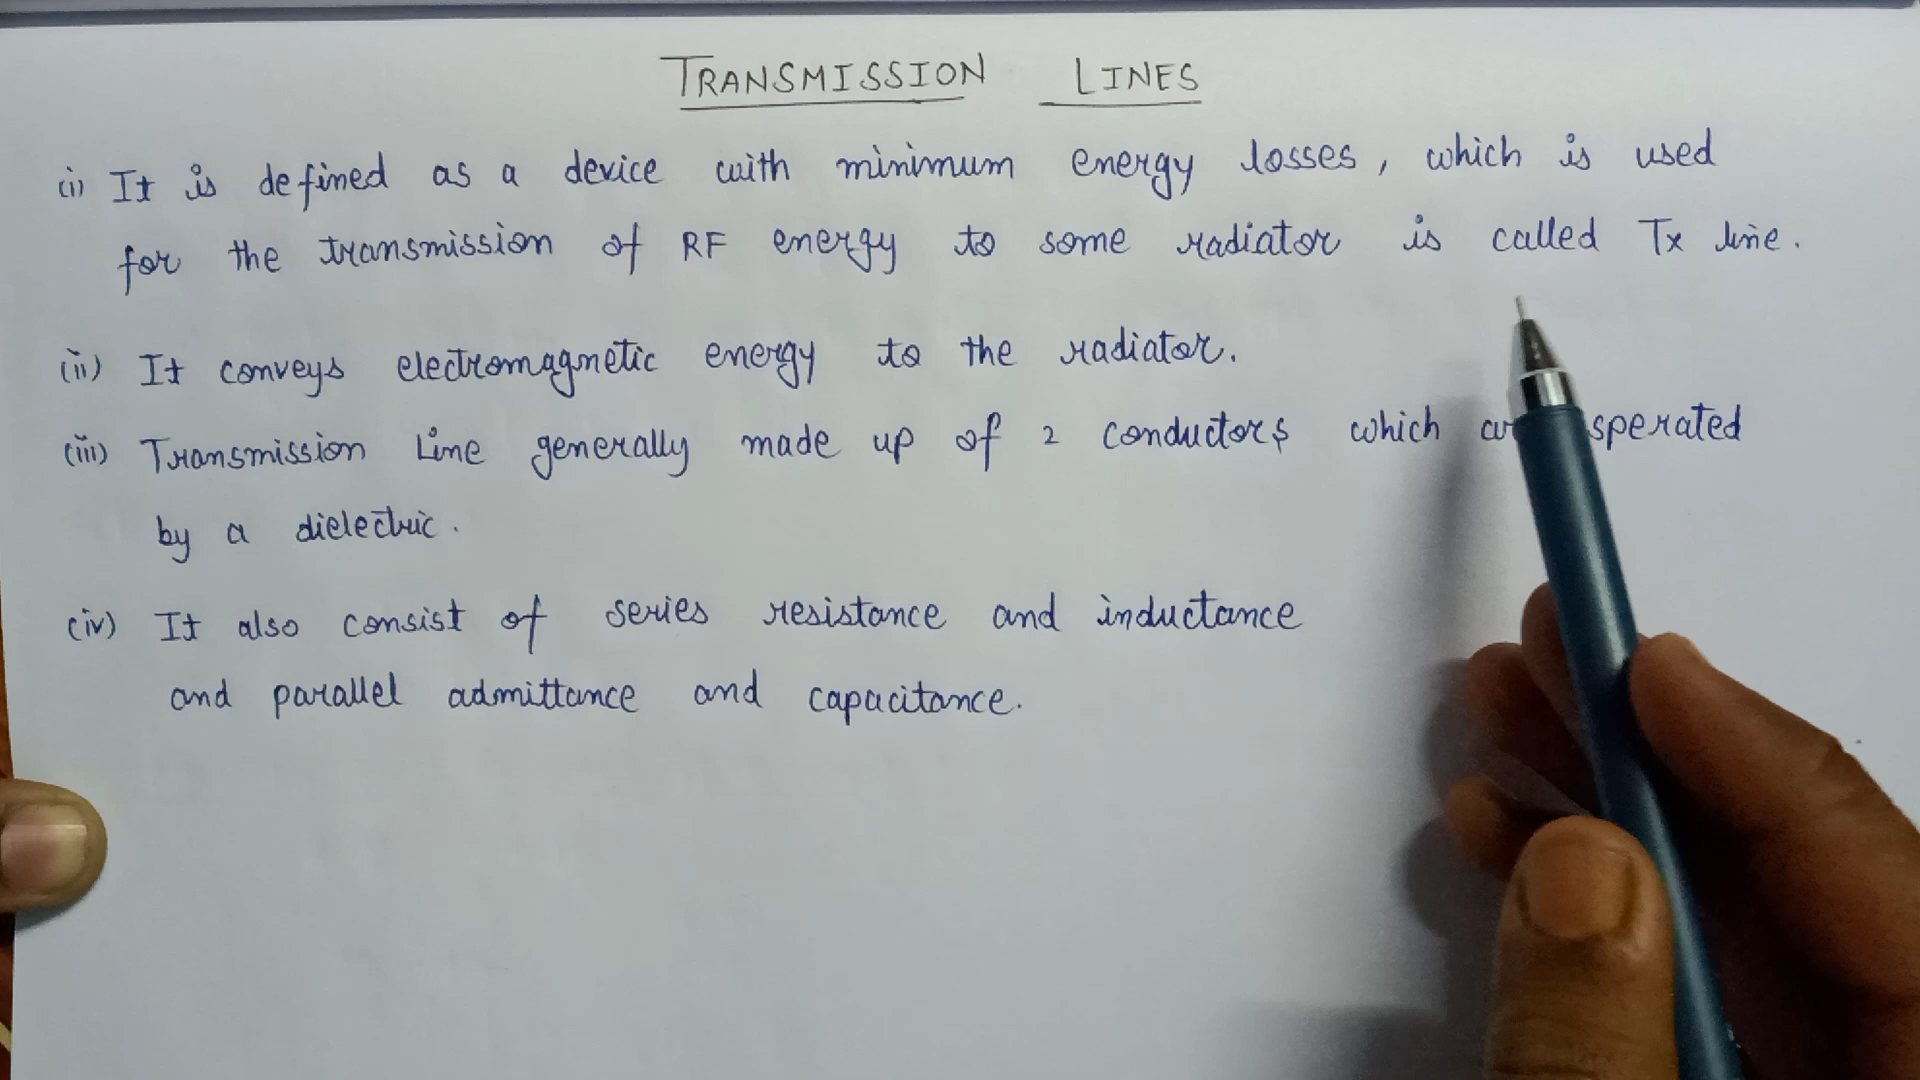 TRANSMISSION LINES
(i) It is defined as a device with minimum energy losses, which is used
for the transmission of RF energy to some radiator is called Tx line.
(ii) It conveys electromagnetic energy to the radiator.
(iii) Transmission Line generally made up of 2 conductors which sperated
by a dielectric.
(iv) It also consist of series resistance and inductance
and parallel admittance and capacitance.